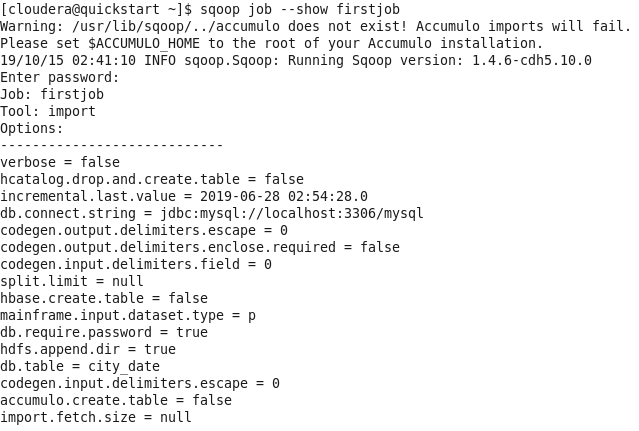 [cloudera@quickstart ~]$ sqoop job --show firstjob
Warning: /usr/lib/sqoop/../accumulo does not exist! Accumulo imports will fail.
Please set $ACCUMULO_HOME to the root of your Accumulo installation.
19/10/15 02:41:10 INFO sqoop.Sqoop: Running Sqoop version: 1.4.6-cdh5.10.0
Enter password:
Job: firstjob
Tool: import
Options:
----------------------------
verbose = false
hcatalog.drop.and.create.table = false
incremental.last.value = 2019-06-28 02:54:28.0
db.connect.string = jdbc:mysql://localhost:3306/mysql
codegen.output.delimiters.escape = 0
codegen.output.delimiters.enclose.required = false
codegen.input.delimiters.field = 0
split.limit = null
hbase.create.table = false
mainframe.input.dataset.type = p
db.require.password = true
hdfs.append.dir = true
db.table = city_date
codegen.input.delimiters.escape = 0
accumulo.create.table = false
import.fetch.size = null